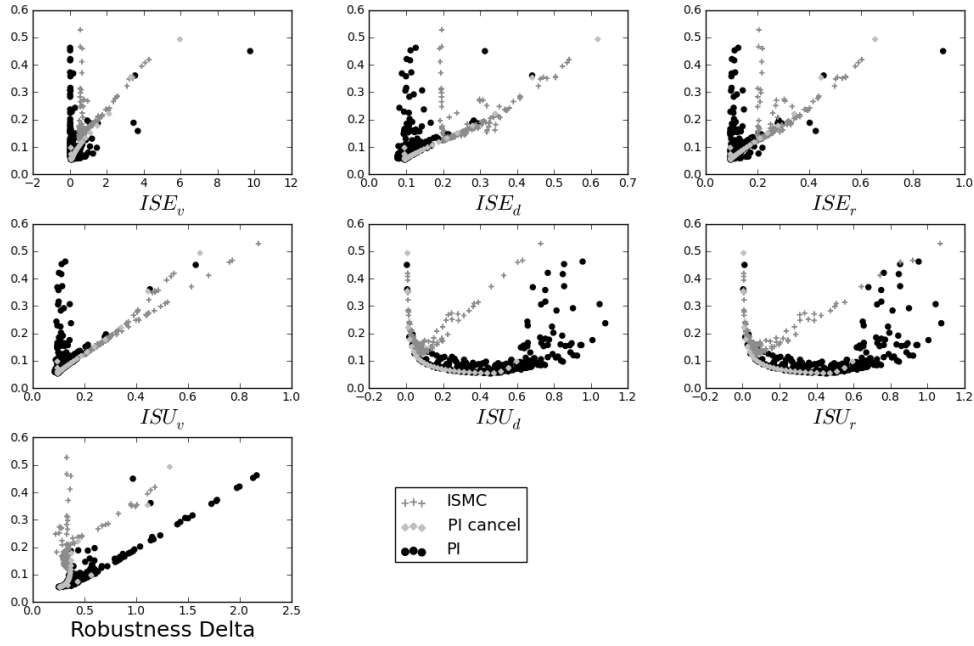 0.6 0.5 0.4 0.3 0.2 0.1 0.0
−2 0 2 4 6 8 10 12
ISE_v
0.6 0.5 0.4 0.3 0.2 0.1 0.0
0.0 0.1 0.2 0.3 0.4 0.5 0.6 0.7
ISE_d
0.6 0.5 0.4 0.3 0.2 0.1 0.0
0.0 0.2 0.4 0.6 0.8 1.0
ISE_r
0.6 0.5 0.4 0.3 0.2 0.1 0.0
0.0 0.2 0.4 0.6 0.8 1.0
ISU_v
0.6 0.5 0.4 0.3 0.2 0.1 0.0
−0.2 0.0 0.2 0.4 0.6 0.8 1.0 1.2
ISU_d
0.6 0.5 0.4 0.3 0.2 0.1 0.0
−0.2 0.0 0.2 0.4 0.6 0.8 1.0 1.2
ISU_r
0.6 0.5 0.4 0.3 0.2 0.1 0.0
0.0 0.5 1.0 1.5 2.0 2.5
Robustness Delta
ISMC
PI cancel
PI